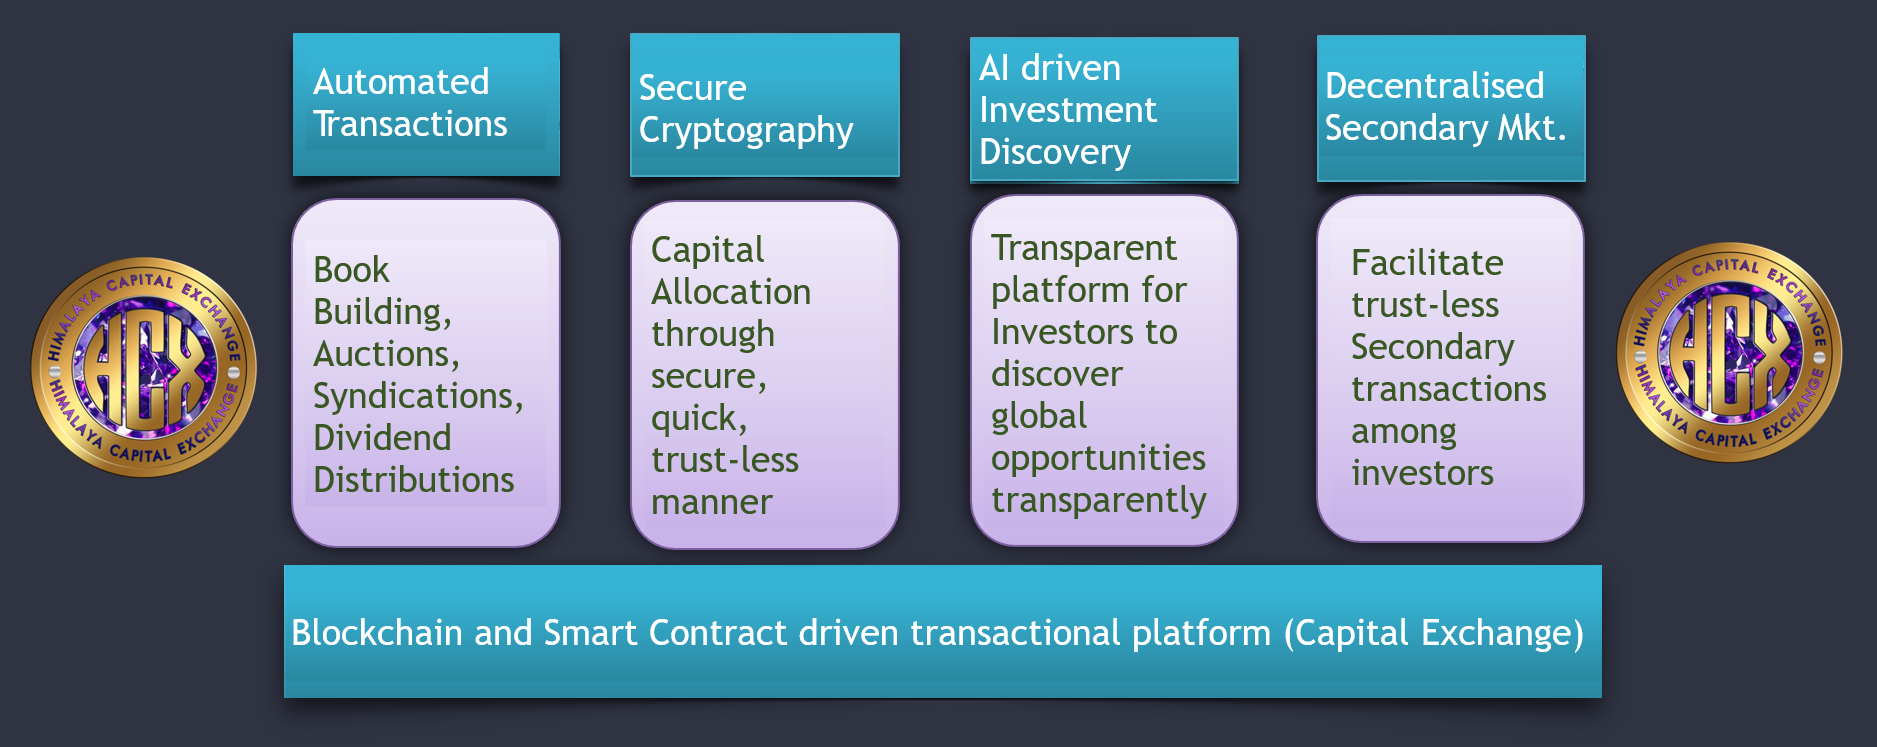 Automated
Transactions
Secure
Cryptography
AI driven
Investment
Discovery
Decentralised
Secondary Mkt.
Book
Building,
Auctions,
Syndications,
Dividend
Distributions
Capital
Allocation
through
secure,
quick,
trust-less
manner
Transparent
platform for
Investors to
discover
global
opportunities
transparently
Facilitate
trust-less
Secondary
transactions
among
investors
HIMALAYA CAPITAL EXCHANGE
HCX
HIMALAYA CAPITAL EXCHANGE
HIMALAYA CAPITAL EXCHANGE
HCX
HIMALAYA CAPITAL EXCHANGE
Blockchain and Smart Contract driven transactional platform (Capital Exchange)